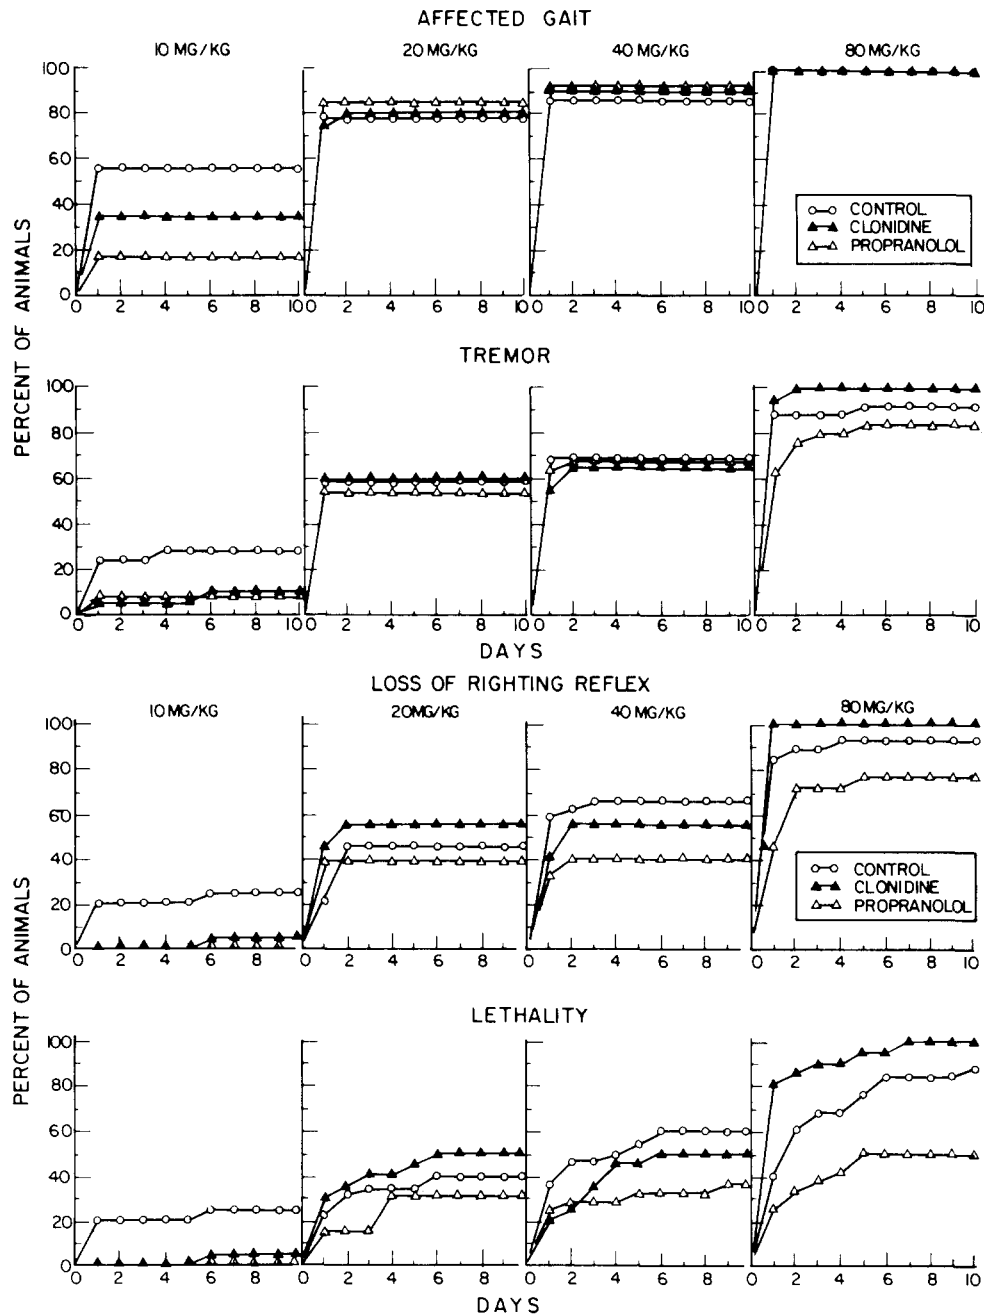 AFFECTED GAIT
10 MG/KG 20 MG/KG 40 MG/KG 80 MG/KG
100
80
60
40
20
0
0 2 4 6 8 10 0 2 4 6 8 10 0 2 4 6 8 10 0 2 4 6 8 10
CONTROL
CLONIDINE
PROPRANOLOL
PERCENT OF ANIMALS
TREMOR
100
80
60
40
20
0
0 2 4 6 8 10 0 2 4 6 8 10 0 2 4 6 8 10 0 2 4 6 8 10
DAYS
LOSS OF RIGHTING REFLEX
10 MG/KG 20MG/KG 40 MG/KG 80 MG/KG
100
80
60
40
20
0
0 2 4 6 8 0 2 4 6 8 0 2 4 6 8 0 2 4 6 8 10
CONTROL
CLONIDINE
PROPRANOLOL
PERCENT OF ANIMALS
LETHALITY
100
80
60
40
20
0
0 2 4 6 8 0 2 4 6 8 0 2 4 6 8 0 2 4 6 8 10
DAYS